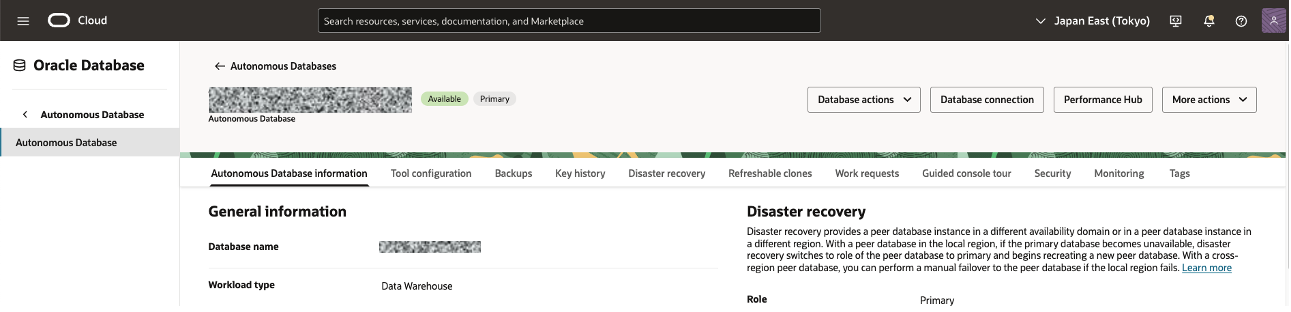 Cloud
Search resources, services, documentation, and Marketplace
Japan East (Tokyo)
Oracle Database
Autonomous Database
Autonomous Database
Autonomous Databases
Available
Primary
Autonomous Database
Database actions
Database connection
Performance Hub
More actions
Autonomous Database information
Tool configuration
Backups
Key history
Disaster recovery
Refreshable clones
Work requests
Guided console tour
Security
Monitoring
Tags
General information
Database name
Workload type
Data Warehouse
Disaster recovery
Disaster recovery provides a peer database instance in a different availability domain or in a peer database instance in
a different region. With a peer database in the local region, if the primary database becomes unavailable, disaster
recovery switches to role of the peer database to primary and begins recreating a new peer database. With a cross-
region peer database, you can perform a manual failover to the peer database if the local region fails. Learn more
Role
Primary